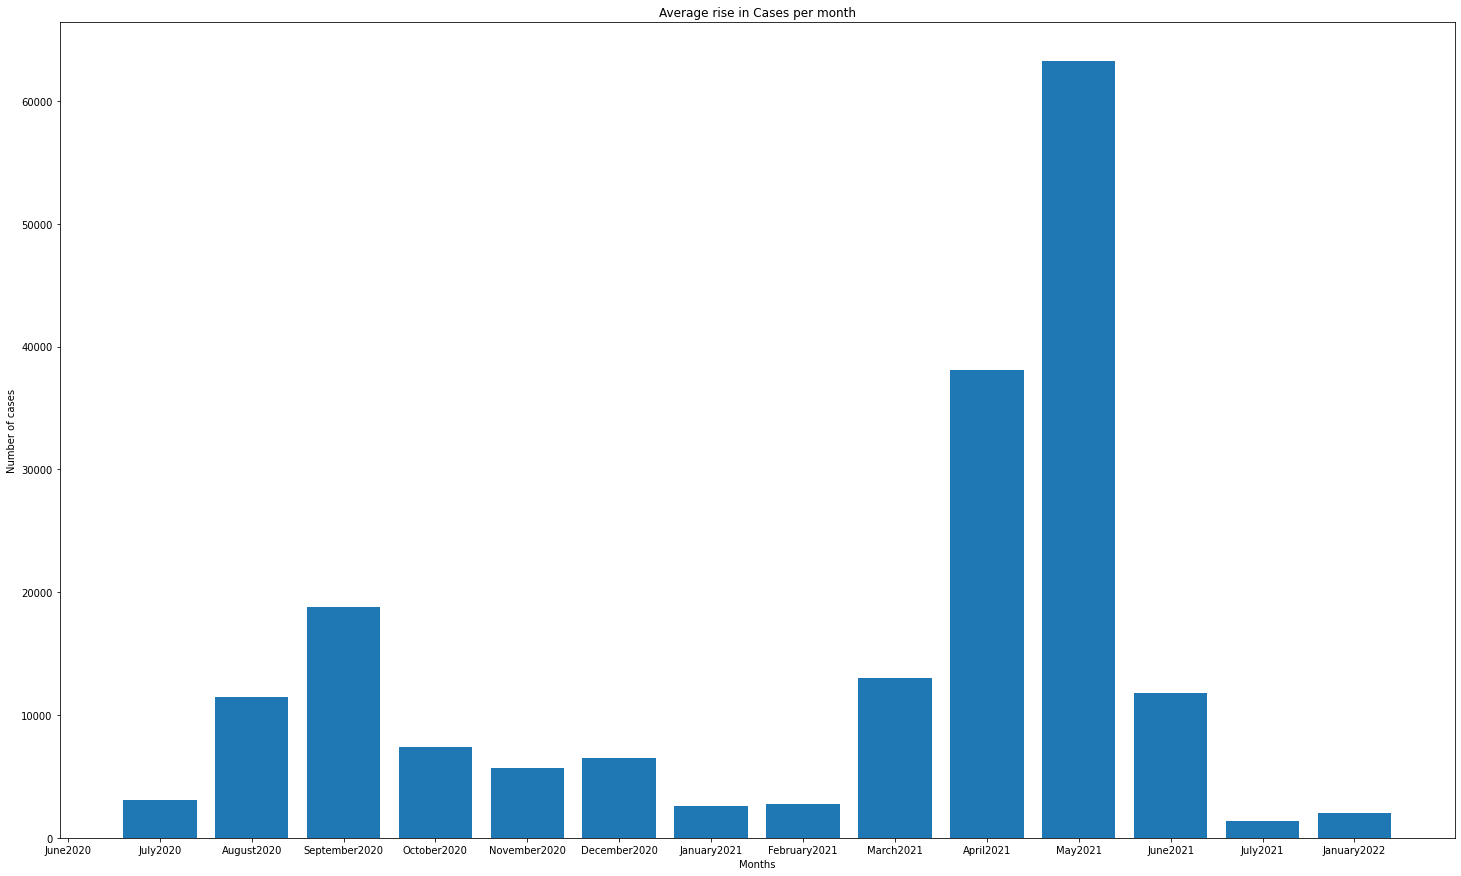 Average rise in Cases per month
60000
50000
40000
30000
20000
10000
0
Number of cases
June2020 July2020 August2020 September2020 October2020 November2020 December2020 January2021 February2021 March2021 April2021 May2021 June2021 July2021 January2022
Months